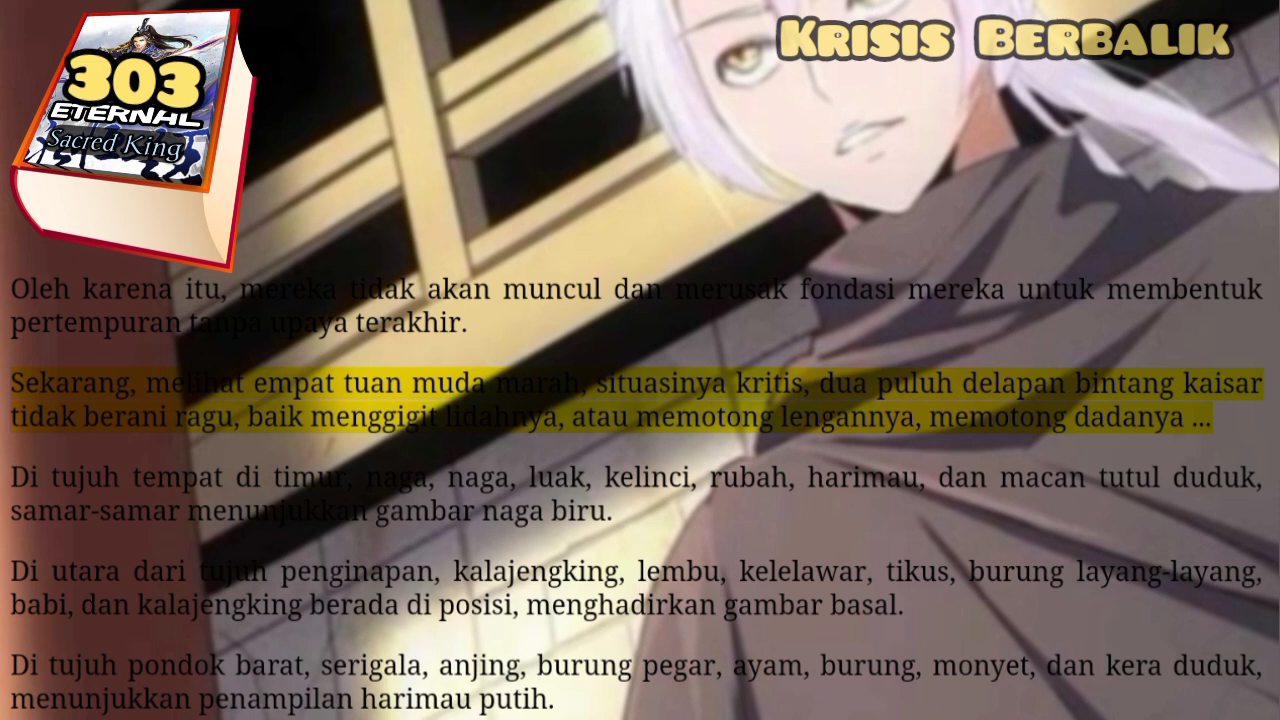 303
ETERNAL
Sacred King
Krisis Berbalik
Oleh karena itu, mereka tidak akan muncul dan merusak fondasi mereka untuk membentuk
pertempuran tanpa upaya terakhir.
Sekarang, melihat empat tuan muda marah, situasinya kritis, dua puluh delapan bintang kaisar
tidak berani ragu, baik menggigit lidahnya, atau memotong lengannya, memotong dadanya ...
Di tujuh tempat di timur, naga, naga, luak, kelinci, rubah, harimau, dan macan tutul duduk,
samar-samar menunjukkan gambar naga biru.
Di utara dari tujuh penginapan, kalajengking, lembu, kelelawar, tikus, burung layang-layang,
babi, dan kalajengking berada di posisi, menghadirkan gambar basal.
Di tujuh pondok barat, serigala, anjing, burung pegar, ayam, burung, monyet, dan kera duduk,
menunjukkan penampilan harimau putih.